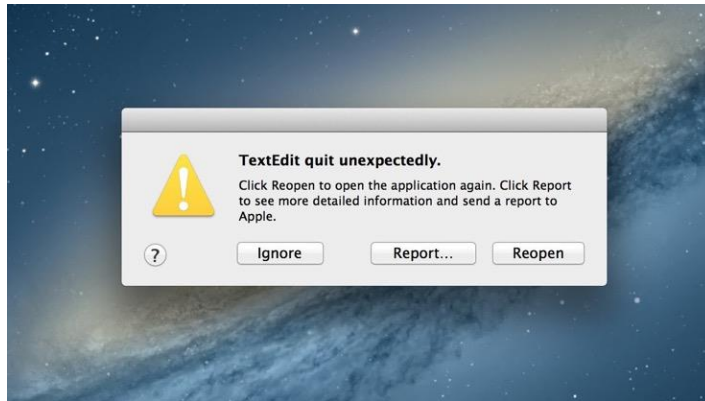 TextEdit quit unexpectedly.
Click Reopen to open the application again. Click Report
to see more detailed information and send a report to
Apple.
? Ignore Report... Reopen